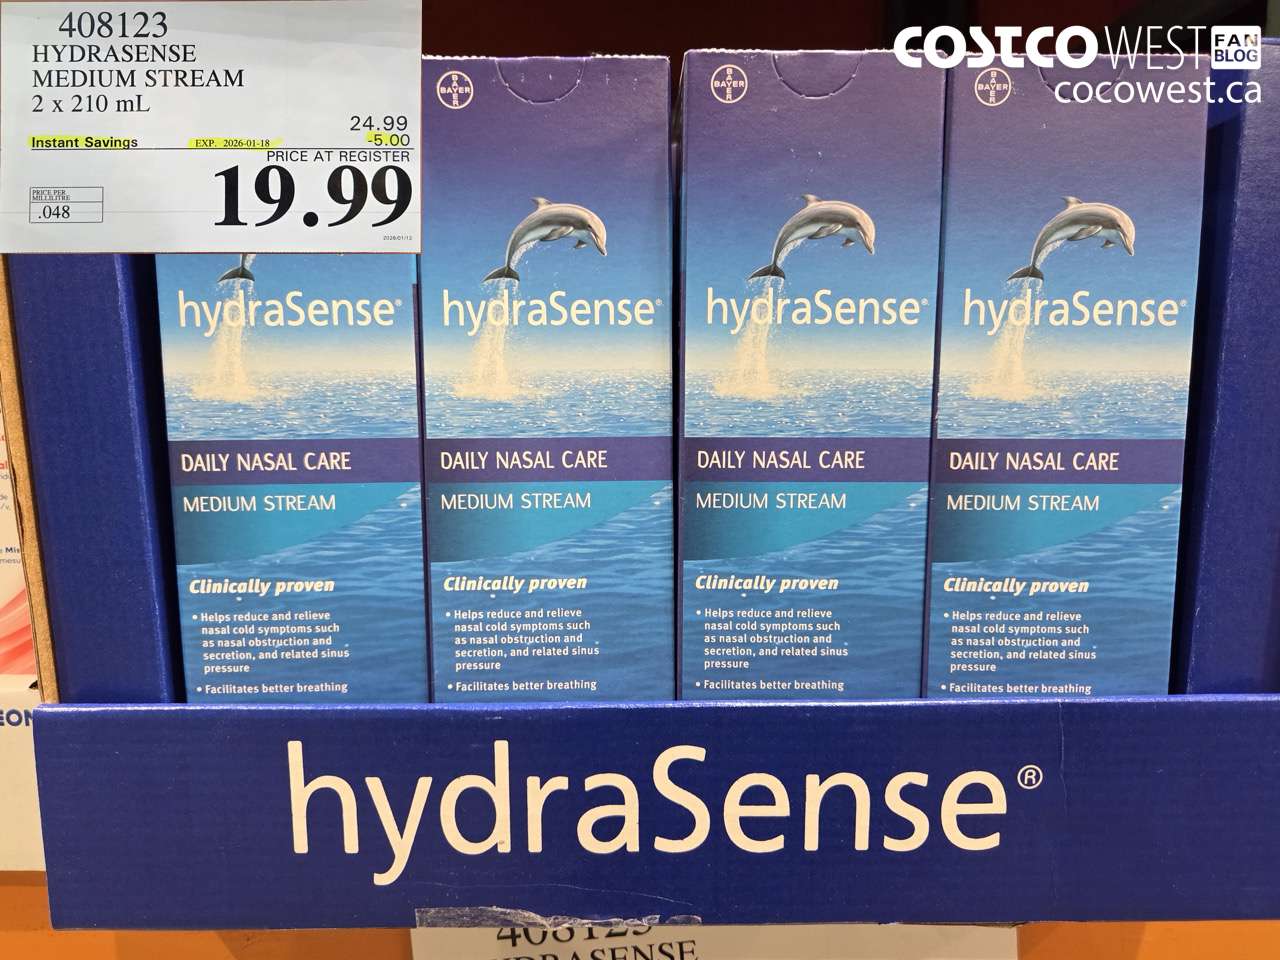 408123
HYDRASENSE
MEDIUM STREAM
2 x 210 mL
24.99
Instant Savings EXP. 2026-01-18 -5.00
PRICE AT REGISTER
19.99
PRICE PER
MILLILITRE
.048
2026/01/12
COSTCO WEST FAN BLOG
cocowest.ca
BAYER
BAYER
BAYER
hydraSense®
hydraSense®
hydraSense®
hydraSense®
DAILY NASAL CARE
DAILY NASAL CARE
DAILY NASAL CARE
DAILY NASAL CARE
MEDIUM STREAM
MEDIUM STREAM
MEDIUM STREAM
MEDIUM STREAM
Clinically proven
• Helps reduce and relieve
nasal cold symptoms such
as nasal obstruction and
secretion, and related sinus
pressure
• Facilitates better breathing
Clinically proven
• Helps reduce and relieve
nasal cold symptoms such
as nasal obstruction and
secretion, and related sinus
pressure
• Facilitates better breathing
Clinically proven
• Helps reduce and relieve
nasal cold symptoms such
as nasal obstruction and
secretion, and related sinus
pressure
• Facilitates better breathing
Clinically proven
• Helps reduce and relieve
nasal cold symptoms such
as nasal obstruction and
secretion, and related sinus
pressure
• Facilitates better breathing
hydraSense®
408123